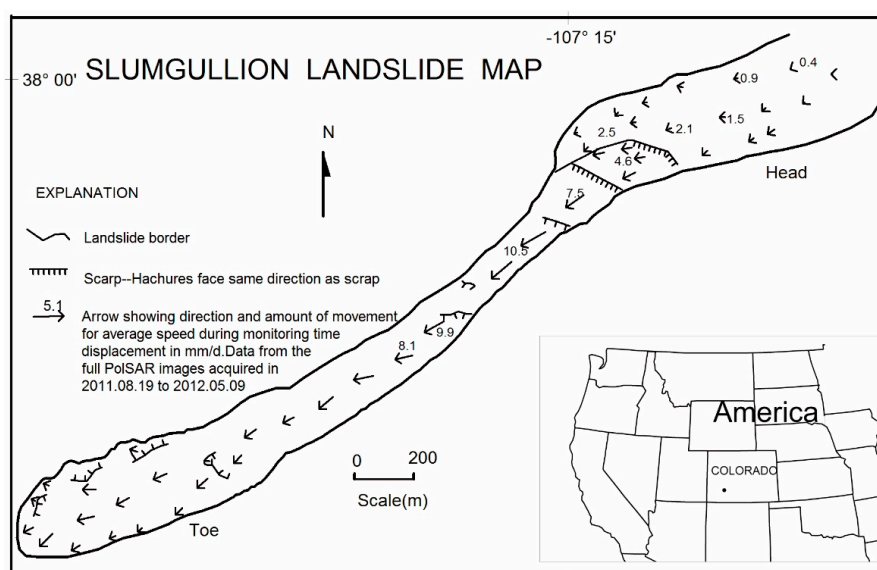 -107° 15'
38° 00'
SLUMGULLION LANDSLIDE MAP
0.4
0.9
1.5
2.1
2.5
4.6
Head
N
7.5
EXPLANATION
Landslide border
10.5
Scarp--Hachures face same direction as scrap
5.1
Arrow showing direction and amount of movement
for average speed during monitoring time
displacement in mm/d.Data from the
full PolSAR images acquired in
2011.08.19 to 2012.05.09
9.9
8.1
America
COLORADO
0 200
Scale(m)
Toe